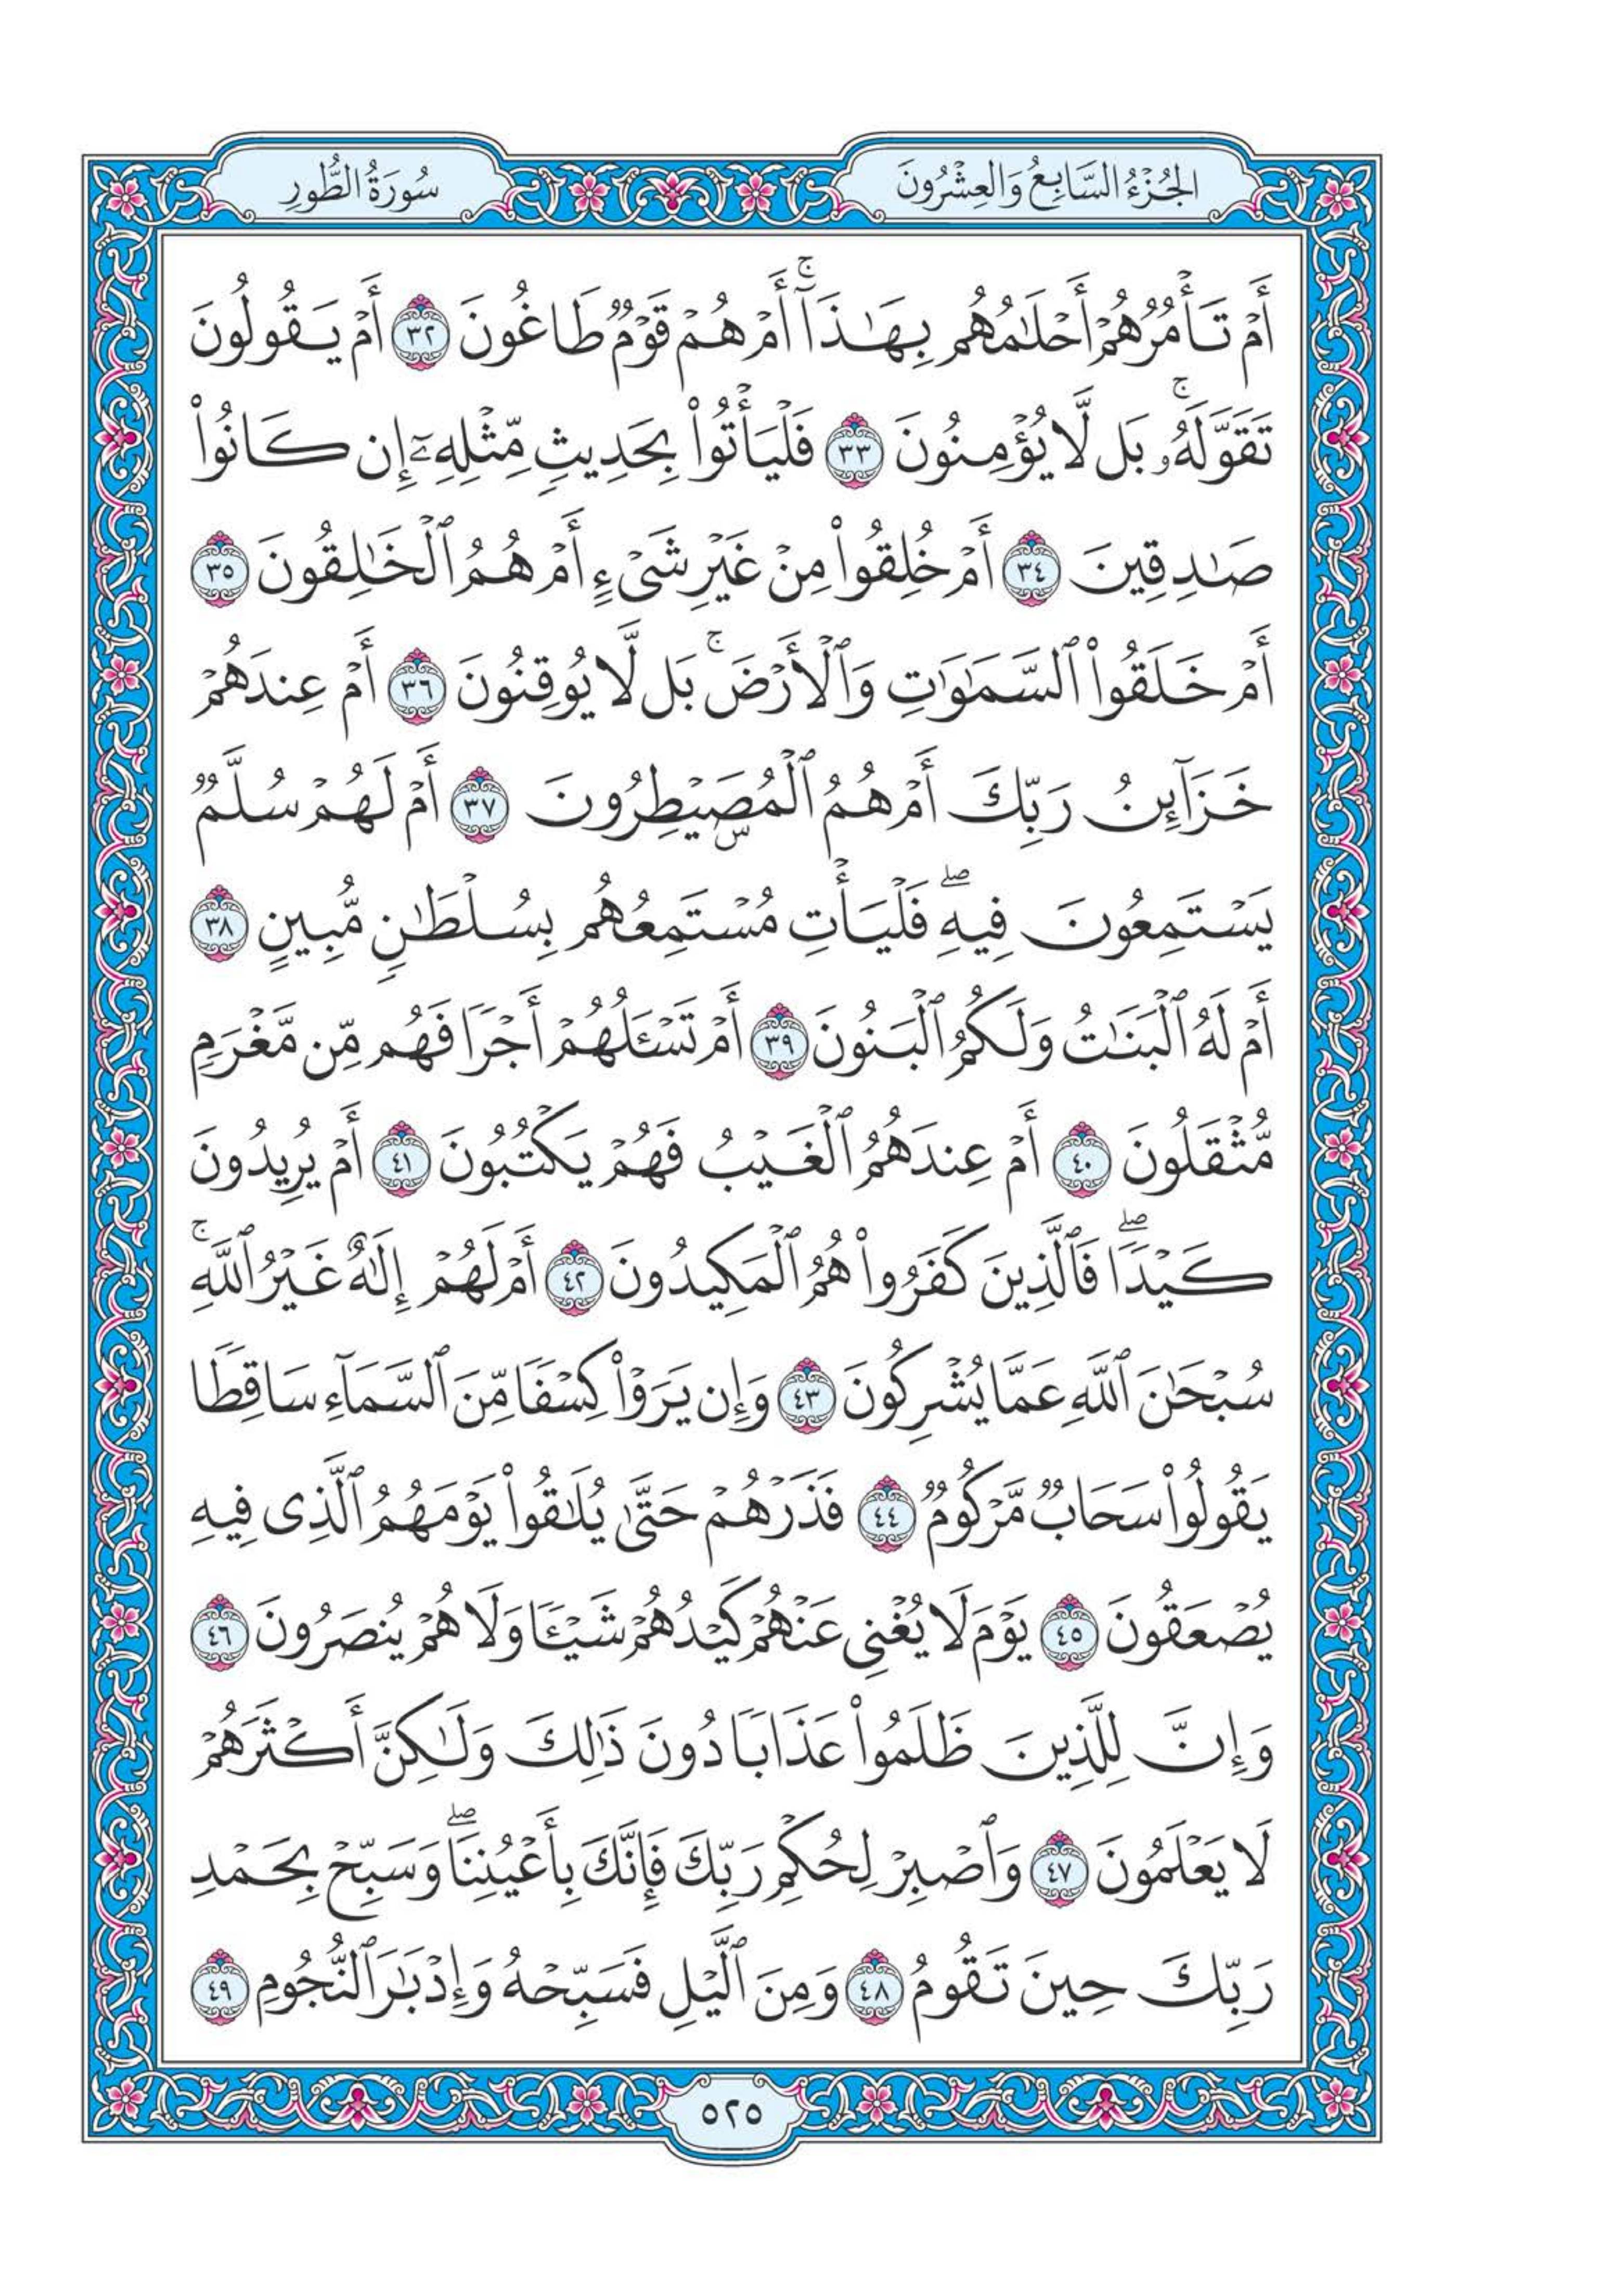 الجُزْءُ السَّابِعُ وَالعِشْرُونَ
سُورَةُ الطُّورِ
أَمْ تَأْمُرُهُمْ أَحْلَٰمُهُم بِهَٰذَآۚ أَمْ هُمْ قَوْمٌ طَاغُونَ ٣٢ أَمْ يَقُولُونَ
تَقَوَّلَهُۥۚ بَل لَّا يُؤْمِنُونَ ٣٣ فَلْيَأْتُوا۟ بِحَدِيثٍ مِّثْلِهِۦٓ إِن كَانُوا۟
صَٰدِقِينَ ٣٤ أَمْ خُلِقُوا۟ مِنْ غَيْرِ شَىْءٍ أَمْ هُمُ ٱلْخَٰلِقُونَ ٣٥
أَمْ خَلَقُوا۟ ٱلسَّمَٰوَٰتِ وَٱلْأَرْضَۚ بَل لَّا يُوقِنُونَ ٣٦ أَمْ عِندَهُمْ
خَزَآئِنُ رَبِّكَ أَمْ هُمُ ٱلْمُصَۣيْطِرُونَ ٣٧ أَمْ لَهُمْ سُلَّمٌ
يَسْتَمِعُونَ فِيهِۖ فَلْيَأْتِ مُسْتَمِعُهُم بِسُلْطَٰنٍ مُّبِينٍ ٣٨
أَمْ لَهُ ٱلْبَنَٰتُ وَلَكُمُ ٱلْبَنُونَ ٣٩ أَمْ تَسْـَٔلُهُمْ أَجْرًا فَهُم مِّن مَّغْرَمٍ
مُّثْقَلُونَ ٤٠ أَمْ عِندَهُمُ ٱلْغَيْبُ فَهُمْ يَكْتُبُونَ ٤١ أَمْ يُرِيدُونَ
كَيْدًاۖ فَٱلَّذِينَ كَفَرُوا۟ هُمُ ٱلْمَكِيدُونَ ٤٢ أَمْ لَهُمْ إِلَٰهٌ غَيْرُ ٱللَّهِۚ
سُبْحَٰنَ ٱللَّهِ عَمَّا يُشْرِكُونَ ٤٣ وَإِن يَرَوْا۟ كِسْفًا مِّنَ ٱلسَّمَآءِ سَاقِطًا
يَقُولُوا۟ سَحَابٌ مَّرْكُومٌ ٤٤ فَذَرْهُمْ حَتَّىٰ يُلَٰقُوا۟ يَوْمَهُمُ ٱلَّذِى فِيهِ
يُصْعَقُونَ ٤٥ يَوْمَ لَا يُغْنِى عَنْهُمْ كَيْدُهُمْ شَيْـًٔا وَلَا هُمْ يُنصَرُونَ ٤٦
وَإِنَّ لِلَّذِينَ ظَلَمُوا۟ عَذَابًا دُونَ ذَٰلِكَ وَلَٰكِنَّ أَكْثَرَهُمْ
لَا يَعْلَمُونَ ٤٧ وَٱصْبِرْ لِحُكْمِ رَبِّكَ فَإِنَّكَ بِأَعْيُنِنَاۖ وَسَبِّحْ بِحَمْدِ
رَبِّكَ حِينَ تَقُومُ ٤٨ وَمِنَ ٱلَّيْلِ فَسَبِّحْهُ وَإِدْبَٰرَ ٱلنُّجُومِ ٤٩
٥٢٥